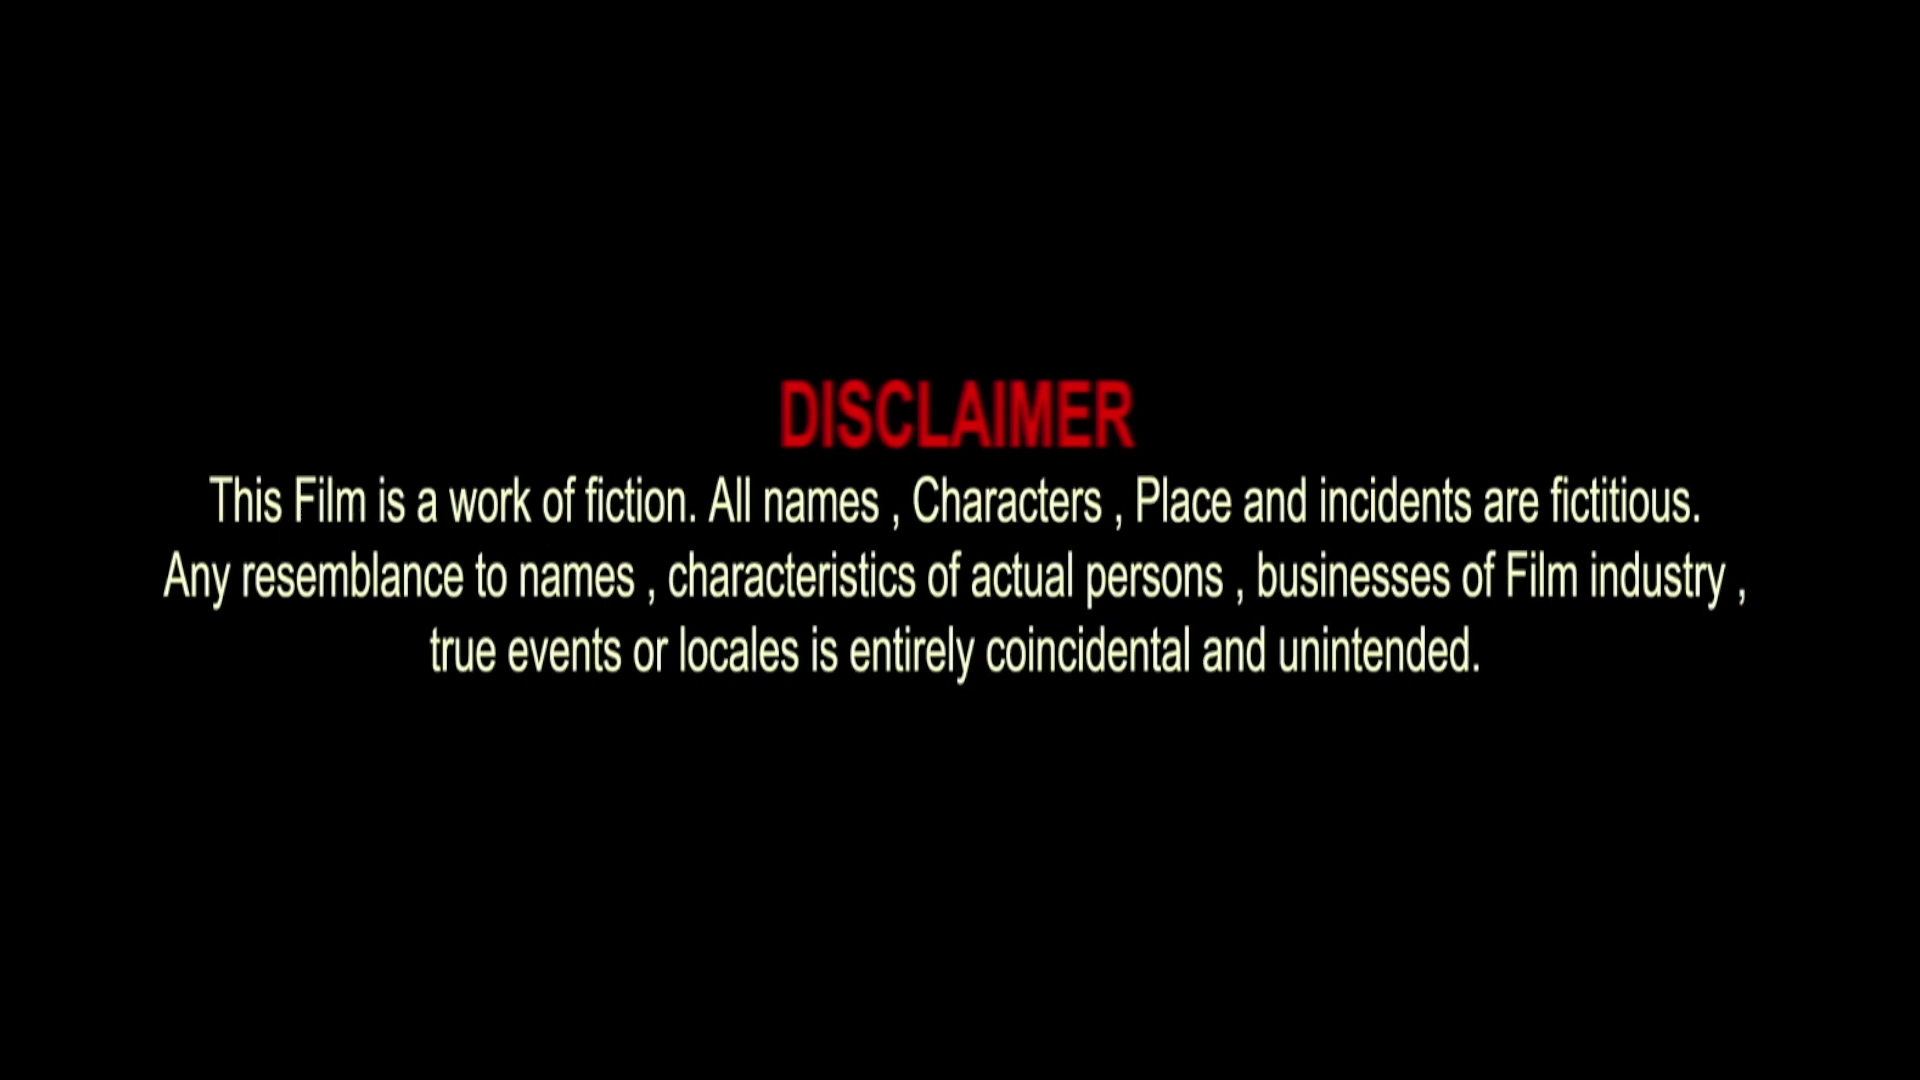 DISCLAIMER
This Film is a work of fiction. All names , Characters , Place and incidents are fictitious.
Any resemblance to names , characteristics of actual persons , businesses of Film industry ,
true events or locales is entirely coincidental and unintended.